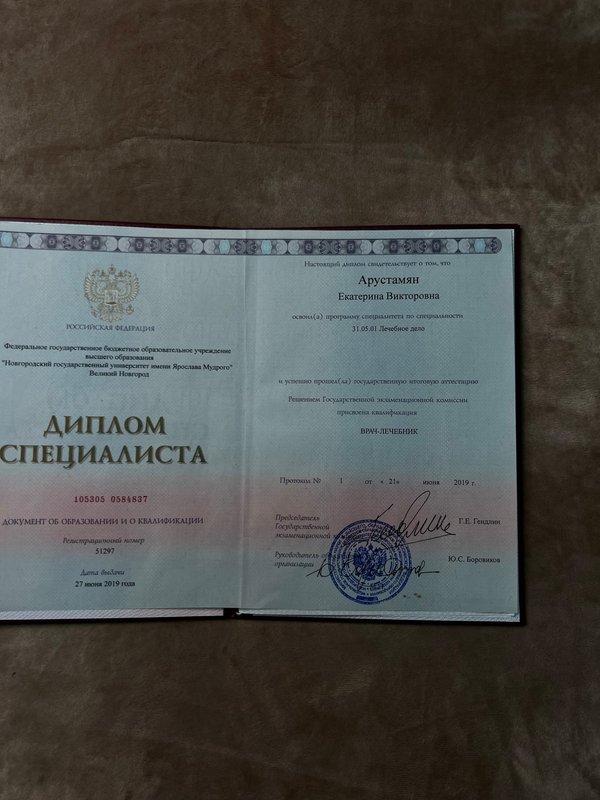 РОССИЙСКАЯ ФЕДЕРАЦИЯ
Федеральное государственное бюджетное образовательное учреждение
высшего образования
"Новгородский государственный университет имени Ярослава Мудрого"
Великий Новгород
ДИПЛОМ
СПЕЦИАЛИСТА
105305 0584837
ДОКУМЕНТ ОБ ОБРАЗОВАНИИ И О КВАЛИФИКАЦИИ
Регистрационный номер
51297
Дата выдачи
27 июня 2019 года
Настоящий диплом свидетельствует о том, что
Арустамян
Екатерина Викторовна
освоил(а) программу специалитета по специальности
31.05.01 Лечебное дело
и успешно прошел(ла) государственную итоговую аттестацию
Решением Государственной экзаменационной комиссии
присвоена квалификация
ВРАЧ-ЛЕЧЕБНИК
Протокол № 1 от « 21» июня 2019 г.
Председатель
Государственной
экзаменационной
Г.Е. Гендлин
Руководитель
организации
Ю.С. Боровиков